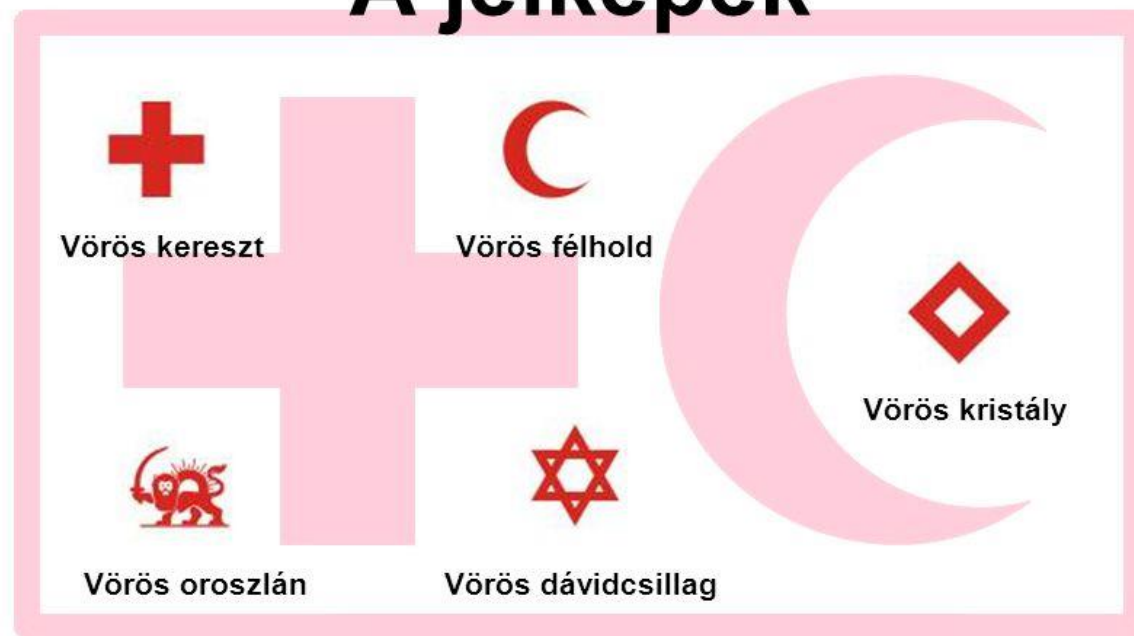 A jelképek
Vörös kereszt
Vörös félhold
Vörös kristály
Vörös oroszlán
Vörös dávidcsillag